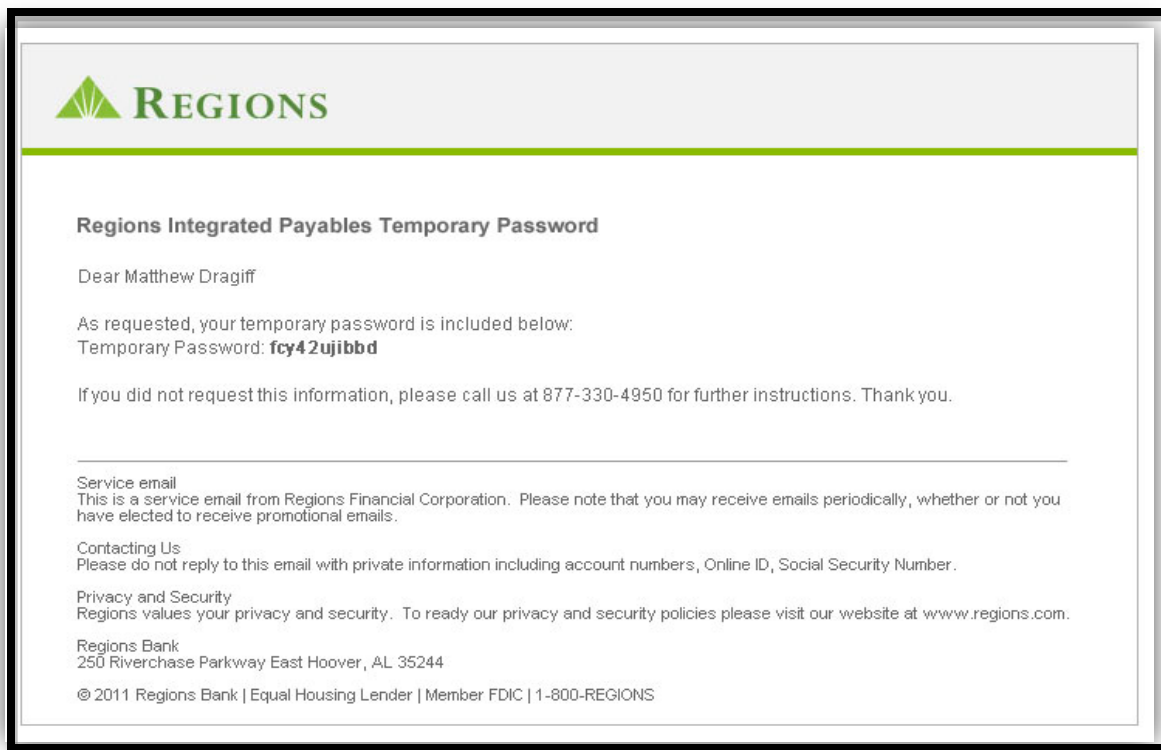 REGIONS
Regions Integrated Payables Temporary Password
Dear Matthew Dragiff
As requested, your temporary password is included below:
Temporary Password: fcy42ujibbd
If you did not request this information, please call us at 877-330-4950 for further instructions. Thank you.
Service email
This is a service email from Regions Financial Corporation. Please note that you may receive emails periodically, whether or not you
have elected to receive promotional emails.
Contacting Us
Please do not reply to this email with private information including account numbers, Online ID, Social Security Number.
Privacy and Security
Regions values your privacy and security. To ready our privacy and security policies please visit our website at www.regions.com.
Regions Bank
250 Riverchase Parkway East Hoover, AL 35244
© 2011 Regions Bank | Equal Housing Lender | Member FDIC | 1-800-REGIONS